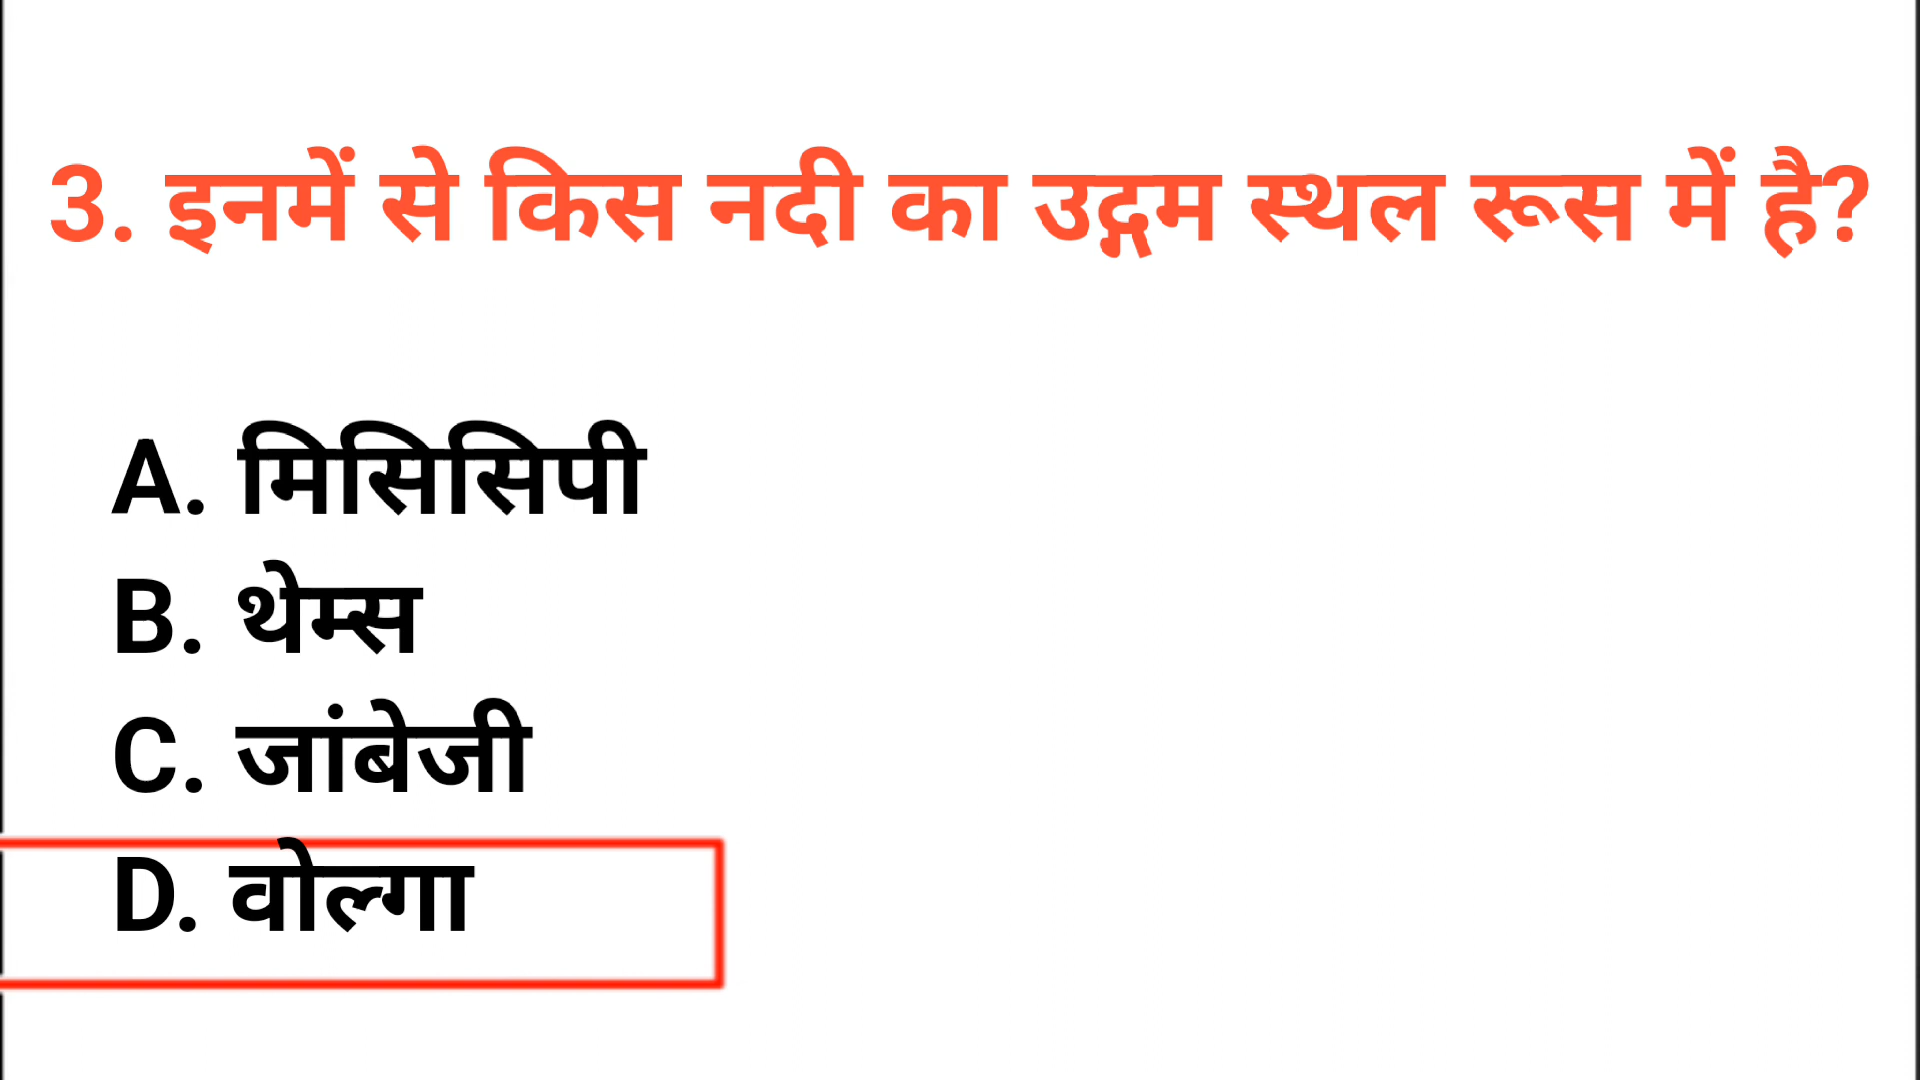 3. इनमें से किस नदी का उद्गम स्थल रूस में है?
A. मिसिसिपी
B. थेम्स
C. जांबेजी
D. वोल्गा